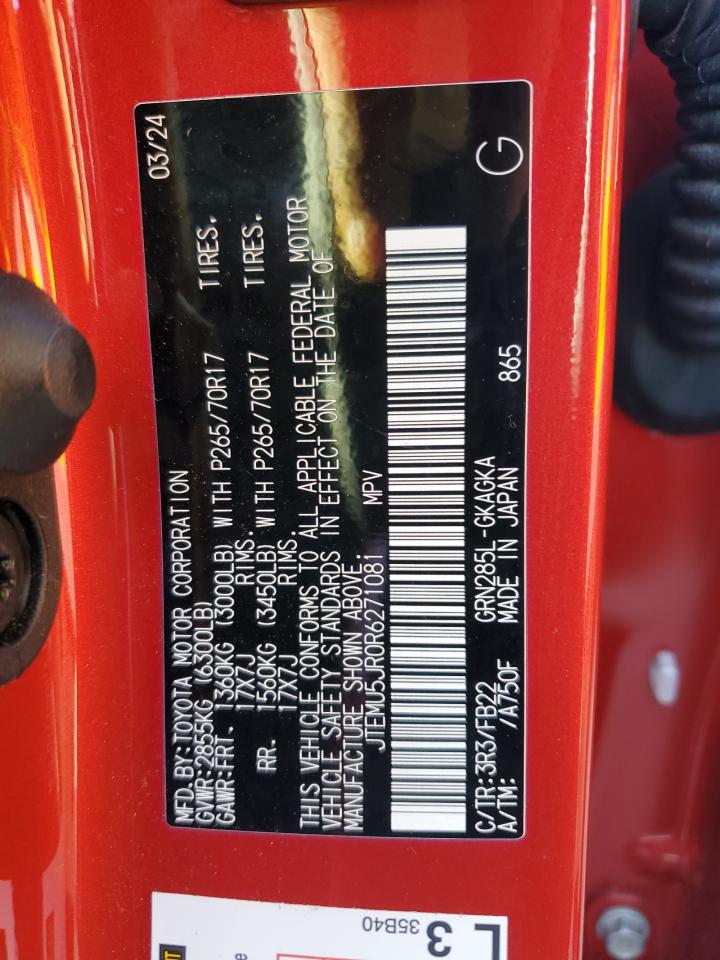 MFD. BY: TOYOTA MOTOR CORPORATION 03/24
GVWR: 2855KG (6300LB)
GAWR: FRT. 1360KG (3000LB) WITH P265/70R17 TIRES,
17X7J RIMS.
RR. 1560KG (3450LB) WITH P265/70R17 TIRES,
17X7J RIMS.
THIS VEHICLE CONFORMS TO ALL APPLICABLE FEDERAL MOTOR
VEHICLE SAFETY STANDARDS IN EFFECT ON THE DATE OF
MANUFACTURE SHOWN ABOVE.
JTEMU5JR0R6271081 MPV
C/TR: 3R3/FB22 GRN285L-GKAGKA 865
A/TM: /A750F MADE IN JAPAN G
3
35B40